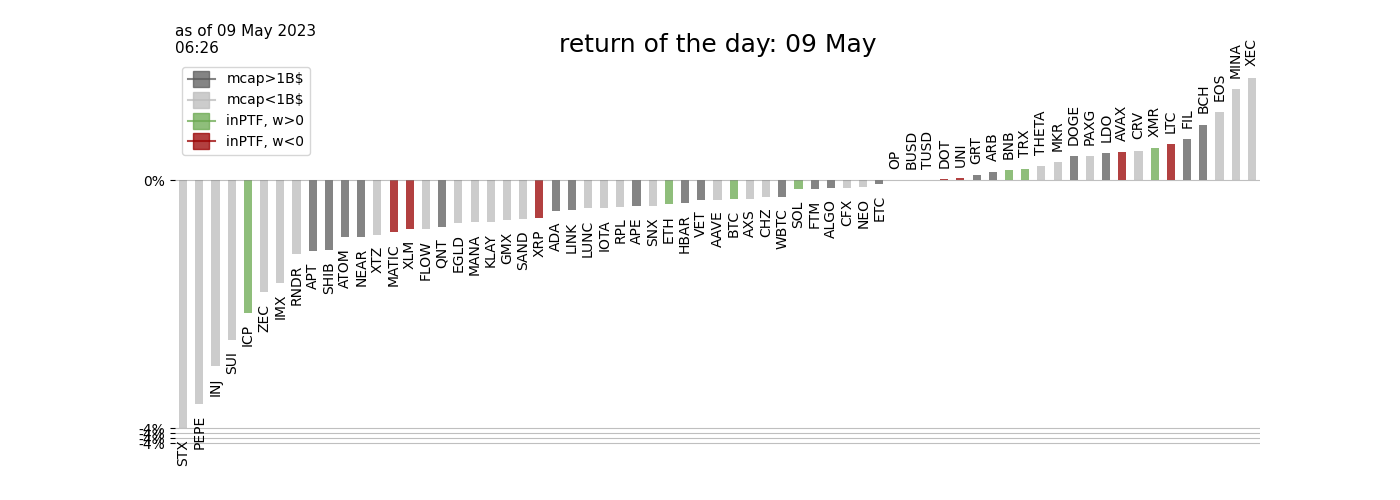 as of 09 May 2023
06:26
return of the day: 09 May
mcap>1B$
mcap<1B$
inPTF, w>0
inPTF, w<0
0%
-4%
-4%
-4%
-4%
STX
PEPE
INJ
SUI
ICP
ZEC
IMX
RNDR
APT
SHIB
ATOM
NEAR
XTZ
MATIC
XLM
FLOW
QNT
EGLD
MANA
KLAY
GMX
SAND
XRP
ADA
LINK
LUNC
IOTA
RPL
APE
SNX
ETH
HBAR
VET
AAVE
BTC
AXS
CHZ
WBTC
SOL
FTM
ALGO
CFX
NEO
ETC
OP
BUSD
TUSD
DOT
UNI
GRT
ARB
BNB
TRX
THETA
MKR
DOGE
PAXG
LDO
AVAX
CRV
XMR
LTC
FIL
BCH
EOS
MINA
XEC